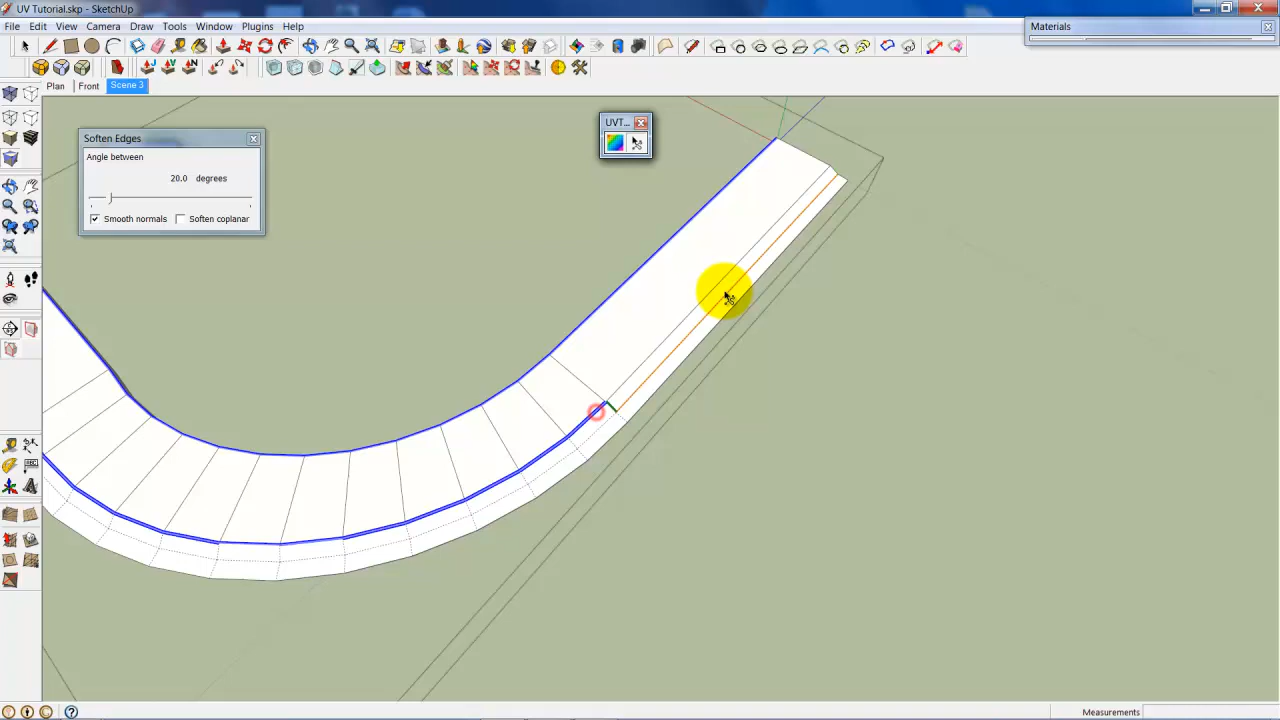 UV Tutorial.skp - SketchUp
File Edit View Camera Draw Tools Window Plugins Help
Materials
Plan Front Scene 3
UVT...
Soften Edges
Angle between
20.0 degrees
Smooth normals Soften coplanar
Measurements